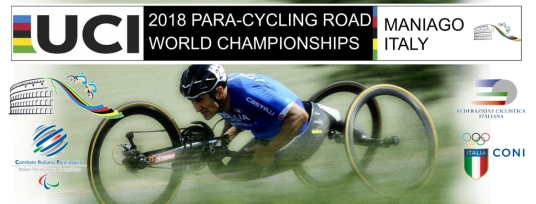 UCI
2018 PARA-CYCLING ROAD
WORLD CHAMPIONSHIPS
MANIAGO
ITALY
CASTELLI
ITALIA
FEDERAZIONE CICLISTICA
ITALIANA
Comitato Italiano Paralimpico
ITALIA
CONI